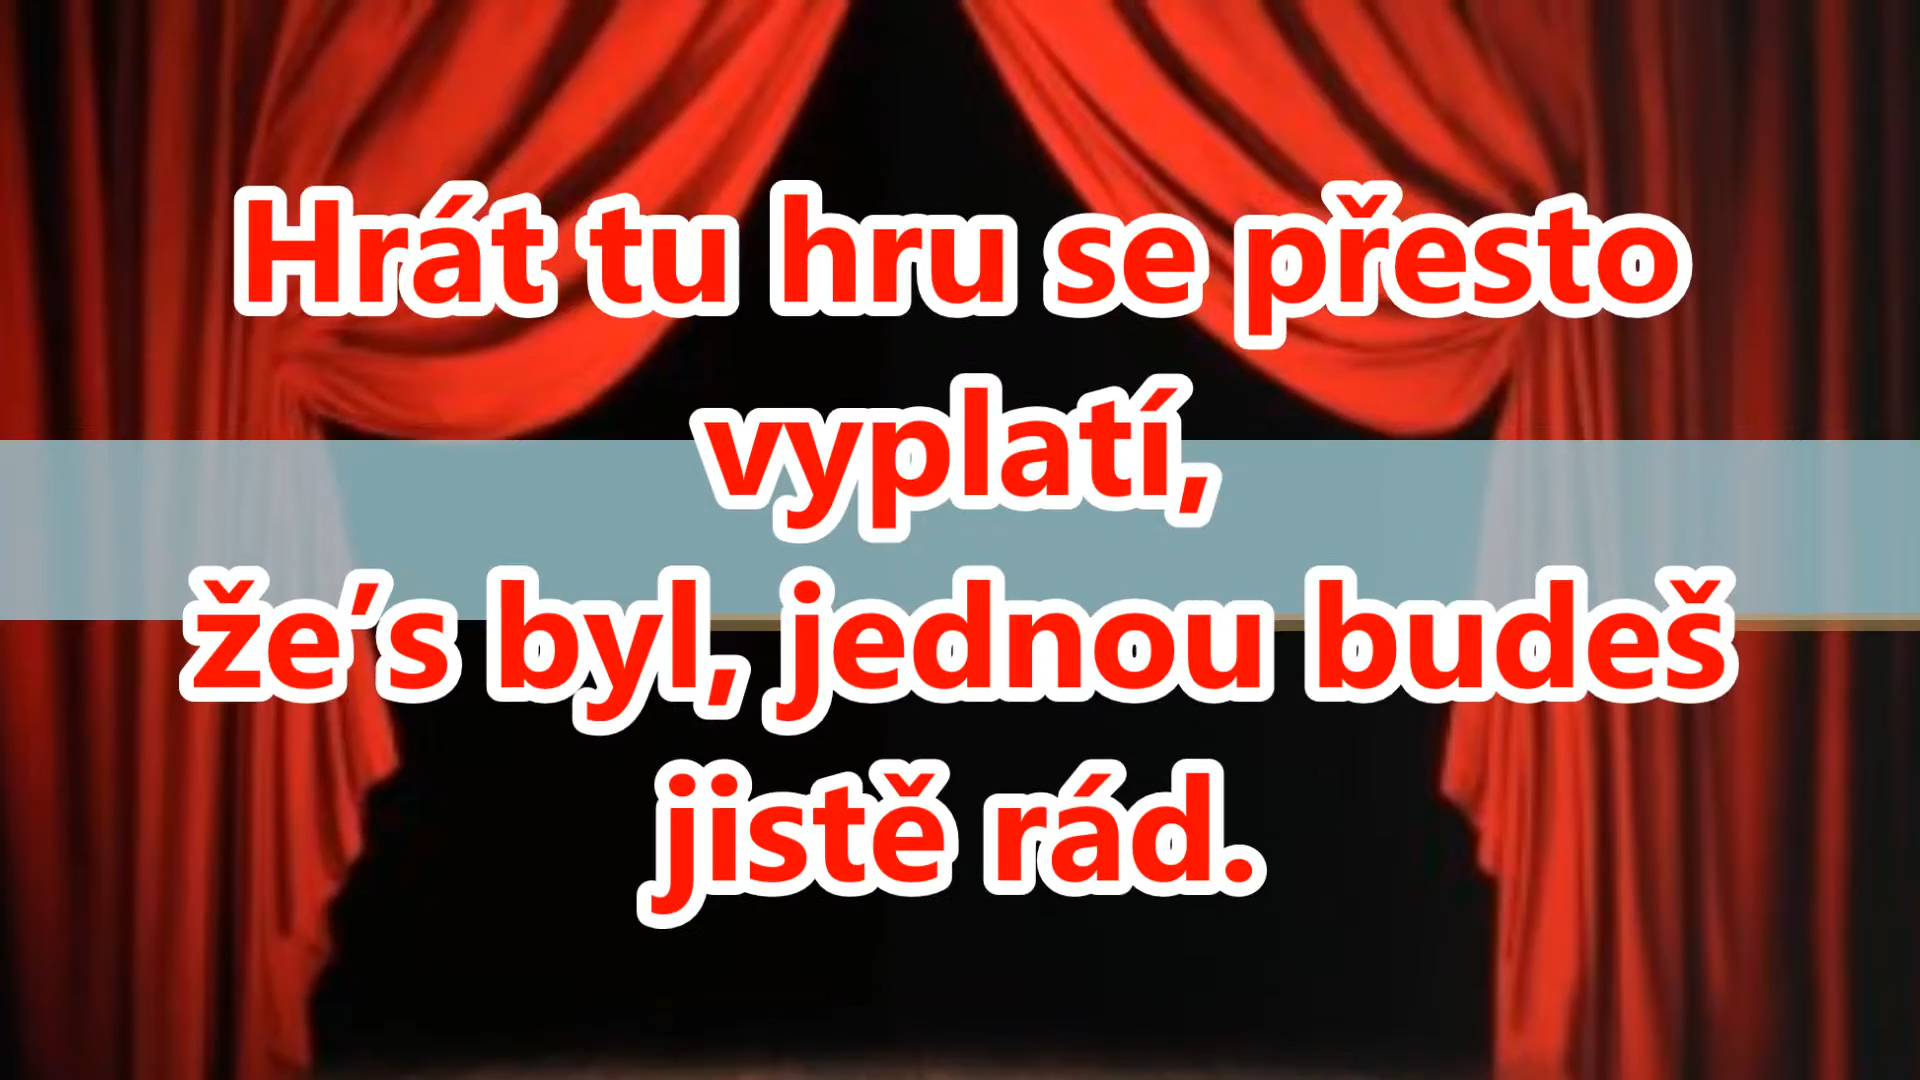 Hrát tu hru se přesto
vyplatí,
že’s byl, jednou budeš
jistě rád.